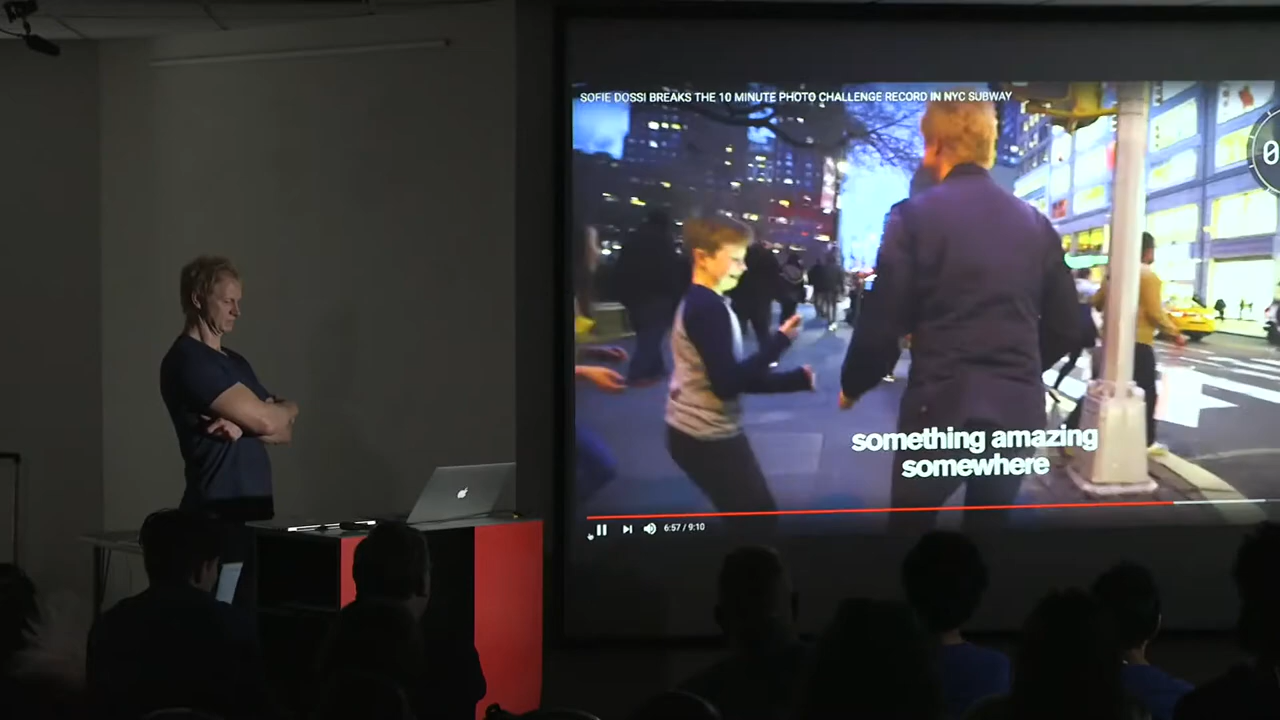 SOFIE DOSSI BREAKS THE 10 MINUTE PHOTO CHALLENGE RECORD IN NYC SUBWAY
0
something amazing
somewhere
6:57 / 9:10